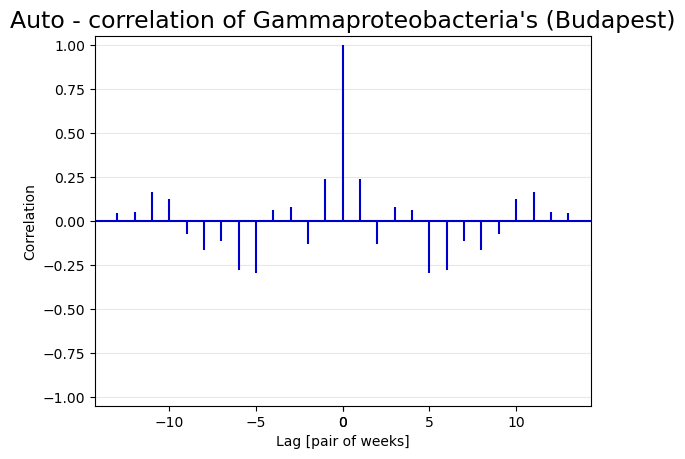 Auto - correlation of Gammaproteobacteria's (Budapest)
1.00
0.75
0.50
0.25
0.00
−0.25
−0.50
−0.75
−1.00
Correlation
−10 −5 0 5 10
Lag [pair of weeks]